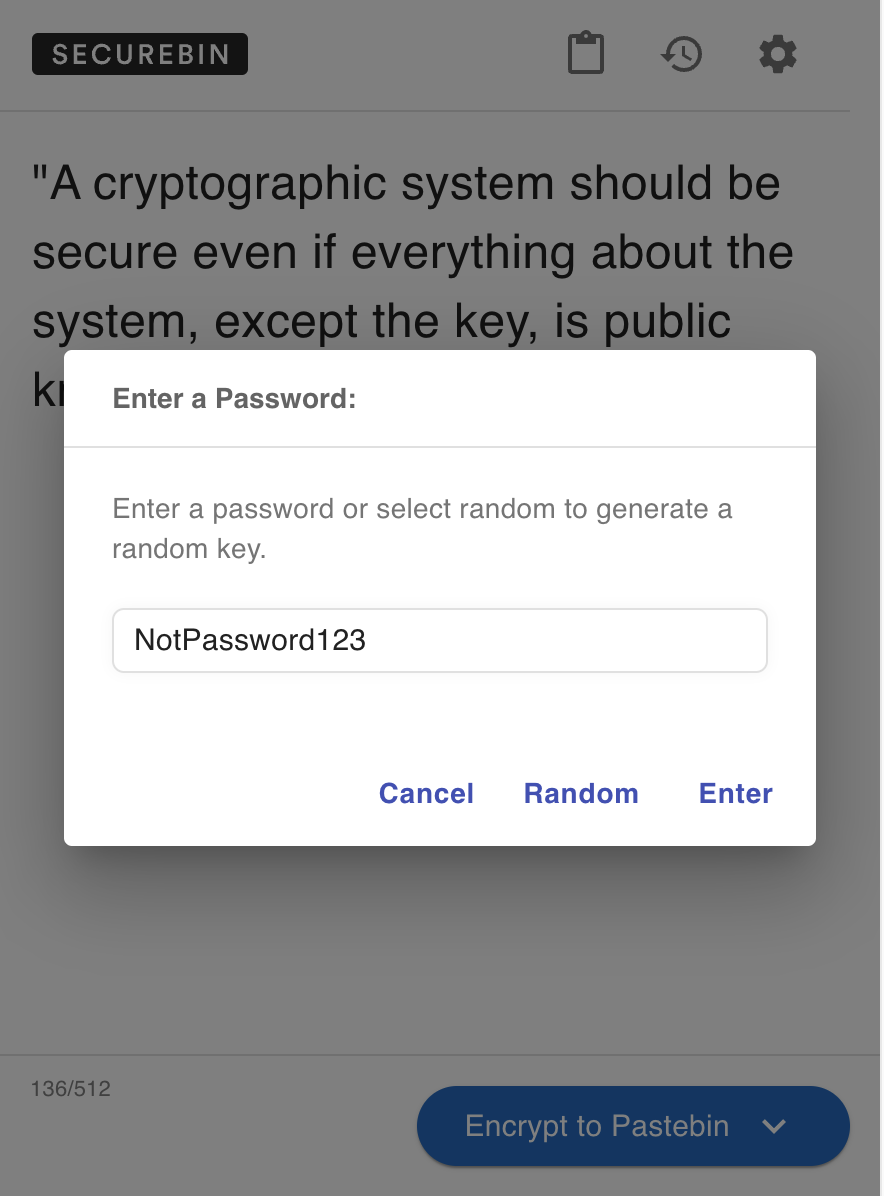 SECUREBIN
"A cryptographic system should be
secure even if everything about the
system, except the key, is public
Enter a Password:
Enter a password or select random to generate a
random key.
NotPassword123
Cancel Random Enter
136/512
Encrypt to Pastebin